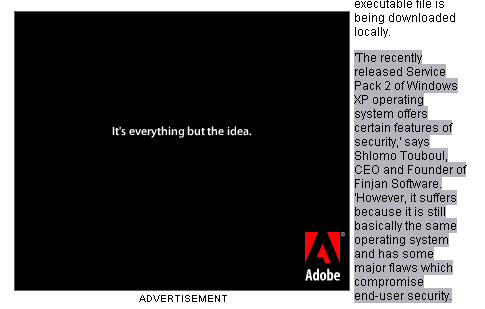 executable file is
being downloaded
locally.
'The recently
released Service
Pack 2 of Windows
XP operating
system offers
certain features of
security,' says
Shlomo Touboul,
CEO and Founder of
Finjan Software.
'However, it suffers
because it is still
basically the same
operating system
and has some
major flaws which
compromise
end-user security.
It's everything but the idea.
®
Adobe
ADVERTISEMENT